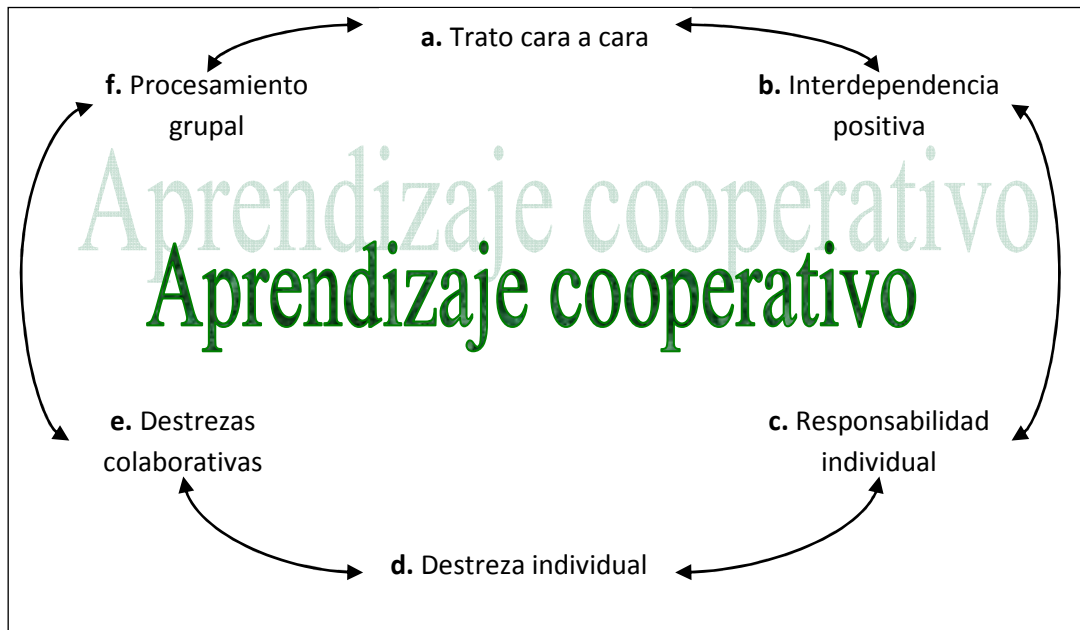 a. Trato cara a cara
f. Procesamiento
grupal
b. Interdependencia
positiva
Aprendizaje cooperativo
Aprendizaje cooperativo
e. Destrezas
colaborativas
c. Responsabilidad
individual
d. Destreza individual